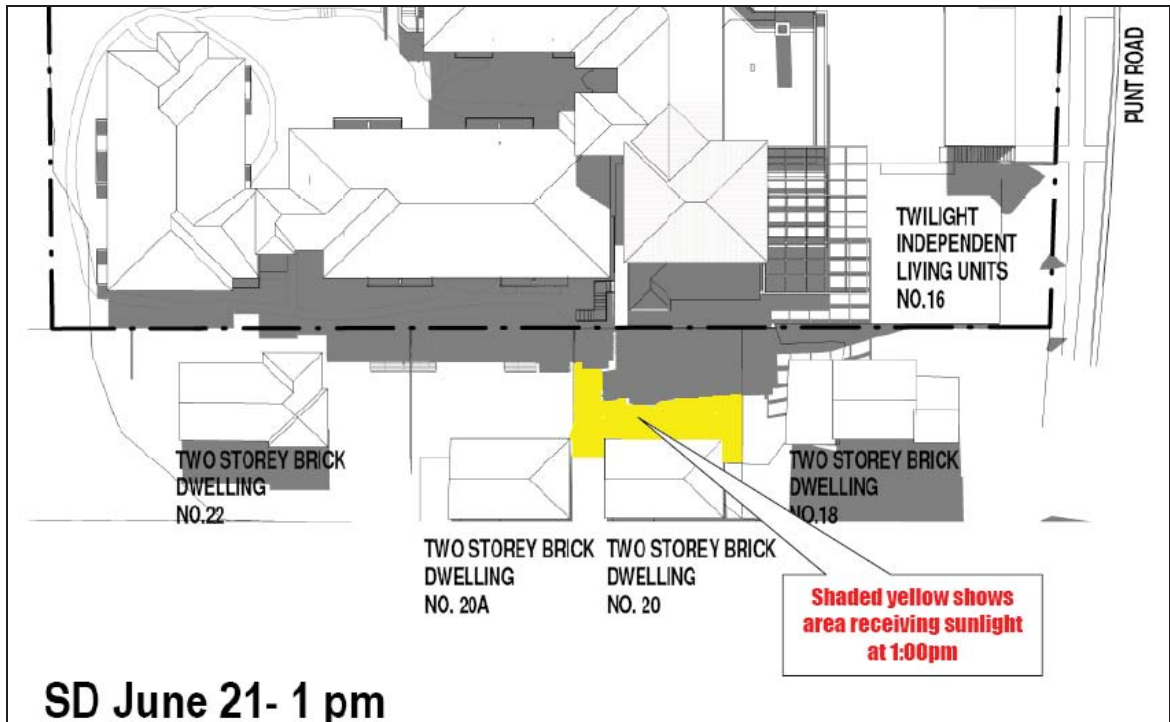 PUNT ROAD
TWILIGHT
INDEPENDENT
LIVING UNITS
NO.16
TWO STOREY BRICK
DWELLING
NO.22
TWO STOREY BRICK
DWELLING
NO.18
TWO STOREY BRICK
DWELLING
NO. 20A
TWO STOREY BRICK
DWELLING
NO. 20
Shaded yellow shows
area receiving sunlight
at 1:00pm
SD June 21- 1 pm